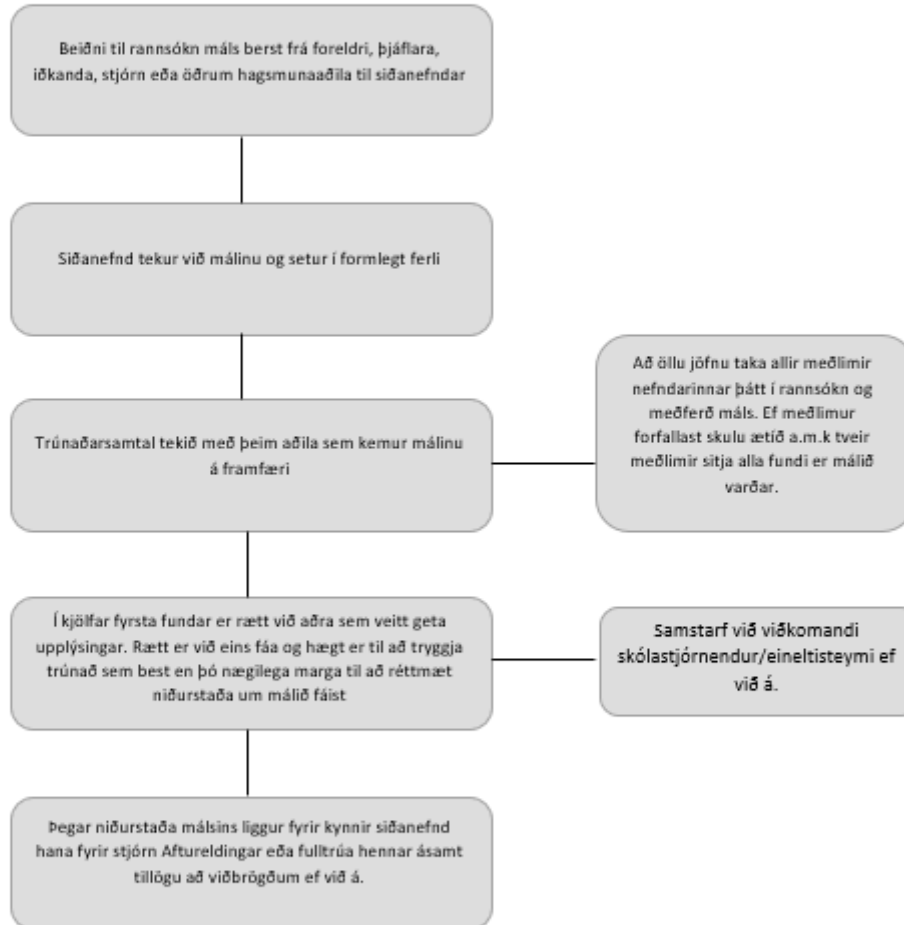 Beiðni til rannsókn máls berst frá foreldri, þjáflara,
iðkanda, stjórn eða öðrum hagsmunaaðila til siðanefndar
Siðanefnd tekur við málinu og setur í formlegt ferli
Trúnaðarsamtal tekið með þeim aðila sem kemur málinu
á framfæri
Að öllu jöfnu taka allir meðlimir
nefndarinnar þátt í rannsókn og
meðferð máls. Ef meðlimur
forfallast skulu ætíð a.m.k tveir
meðlimir sitja alla fundi er málið
varðar.
Í kjölfar fyrsta fundar er rætt við aðra sem veitt geta
upplýsingar. Rætt er við eins fáa og hægt er til að tryggja
trúnað sem best en þó nægilega marga til að réttmæt
niðurstaða um málið fáist
Samstarf við viðkomandi
skólastjórnendur/eineltisteymi ef
við á.
Þegar niðurstaða málsins liggur fyrir kynnir siðanefnd
hana fyrir stjórn Aftureldingar eða fulltrúa hennar ásamt
tillögu að viðbrögðum ef við á.